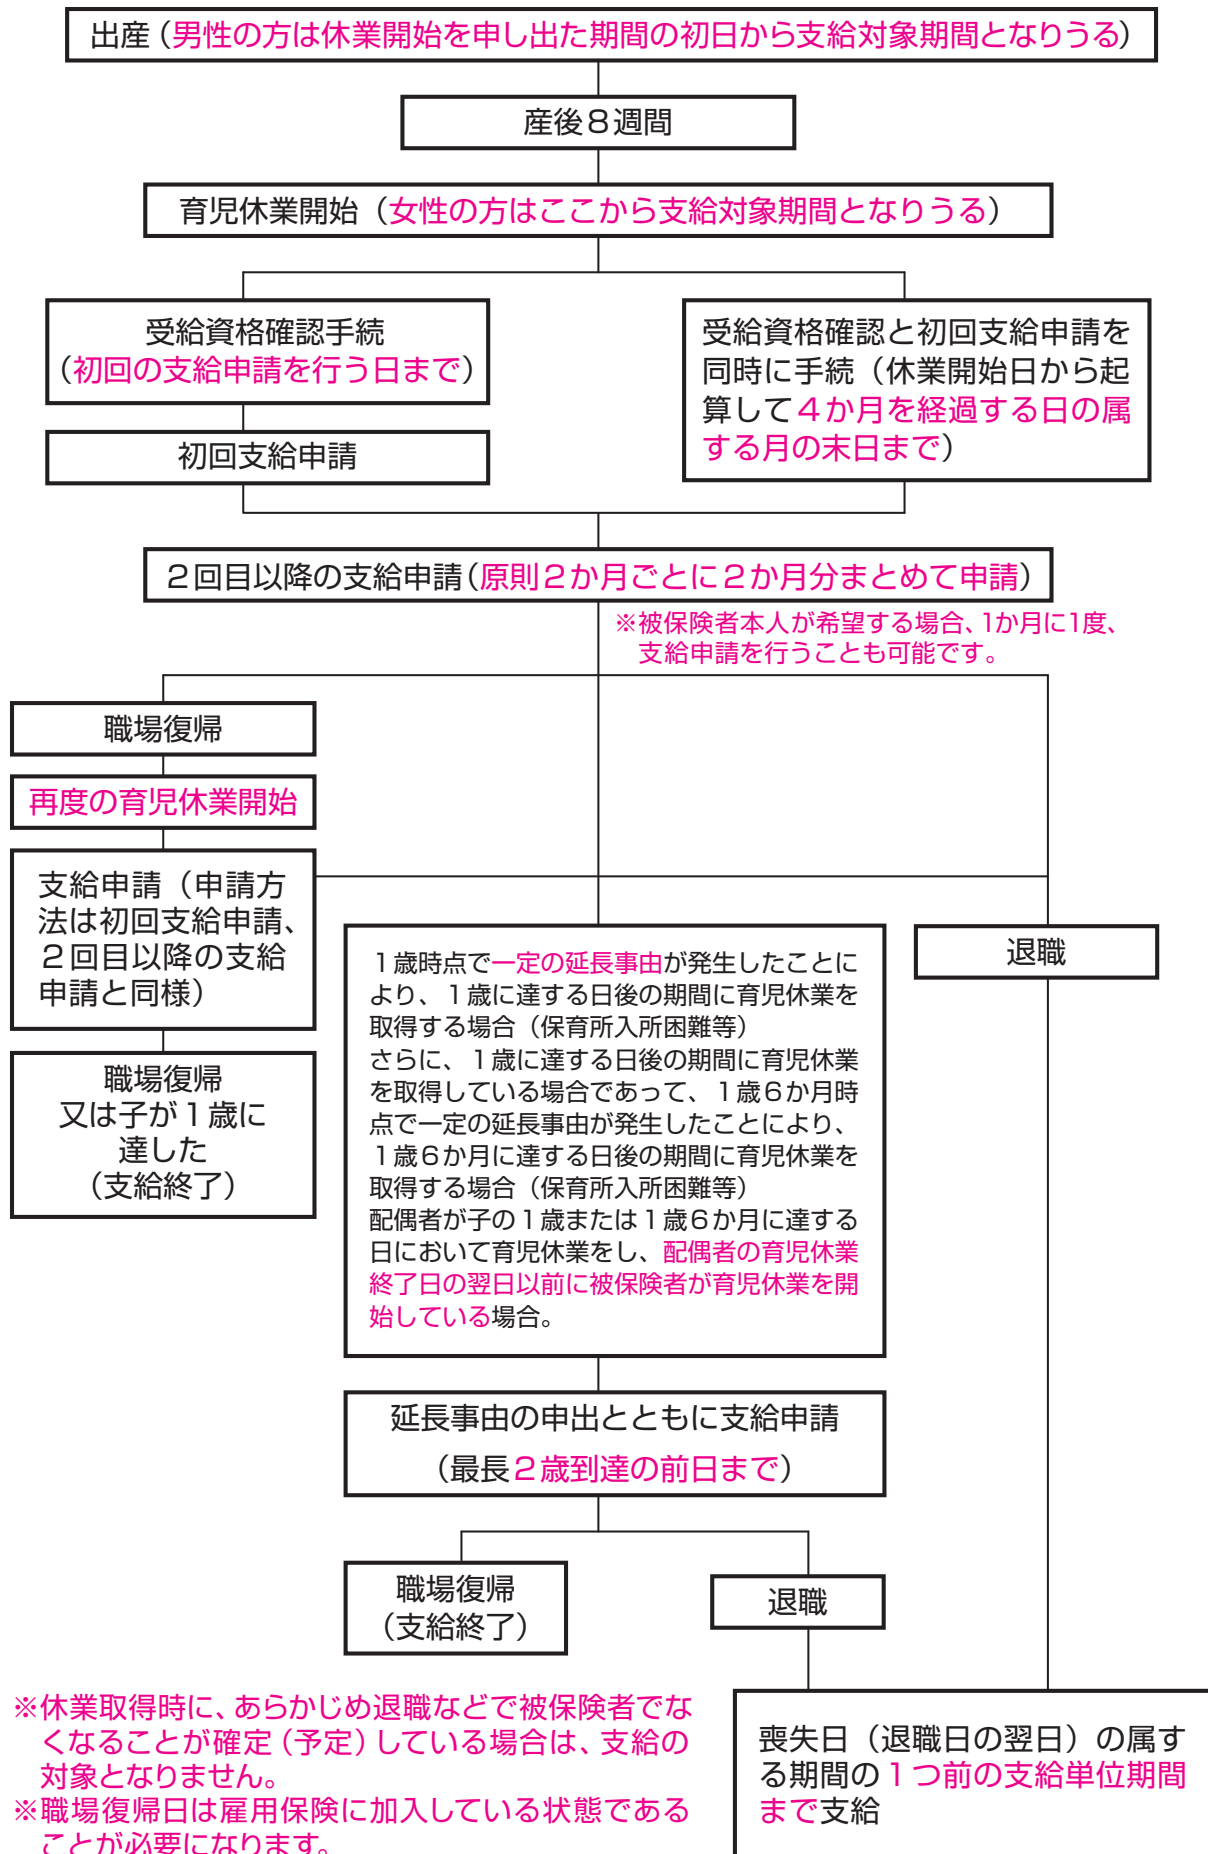 出産（男性の方は休業開始を申し出た期間の初日から支給対象期間となりうる）
産後８週間
育児休業開始（女性の方はここから支給対象期間となりうる）
受給資格確認手続
（初回の支給申請を行う日まで）
初回支給申請
受給資格確認と初回支給申請を
同時に手続（休業開始日から起
算して４か月を経過する日の属
する月の末日まで）
２回目以降の支給申請（原則２か月ごとに２か月分まとめて申請）
※被保険者本人が希望する場合、1か月に1度、
支給申請を行うことも可能です。
職場復帰
再度の育児休業開始
支給申請（申請方
法は初回支給申請、
２回目以降の支給
申請と同様）
職場復帰
又は子が１歳に
達した
（支給終了）
１歳時点で一定の延長事由が発生したことに
より、１歳に達する日後の期間に育児休業を
取得する場合（保育所入所困難等）
さらに、１歳に達する日後の期間に育児休業
を取得している場合であって、１歳６か月時
点で一定の延長事由が発生したことにより、
１歳６か月に達する日後の期間に育児休業を
取得する場合（保育所入所困難等）
配偶者が子の１歳または１歳６か月に達する
日において育児休業をし、配偶者の育児休業
終了日の翌日以前に被保険者が育児休業を開
始している場合。
退職
延長事由の申出とともに支給申請
（最長２歳到達の前日まで）
職場復帰
（支給終了）
退職
※休業取得時に、あらかじめ退職などで被保険者でな
くなることが確定（予定）している場合は、支給の
対象となりません。
※職場復帰日は雇用保険に加入している状態である
ことが必要になります。
喪失日（退職日の翌日）の属す
る期間の１つ前の支給単位期間
まで支給